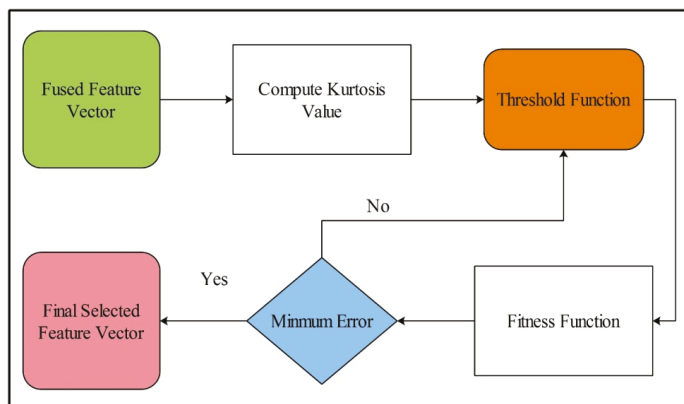 Fused Feature
Vector
Compute Kurtosis
Value
Threshold Function
No
Yes
Final Selected
Feature Vector
Minmum Error
Fitness Function